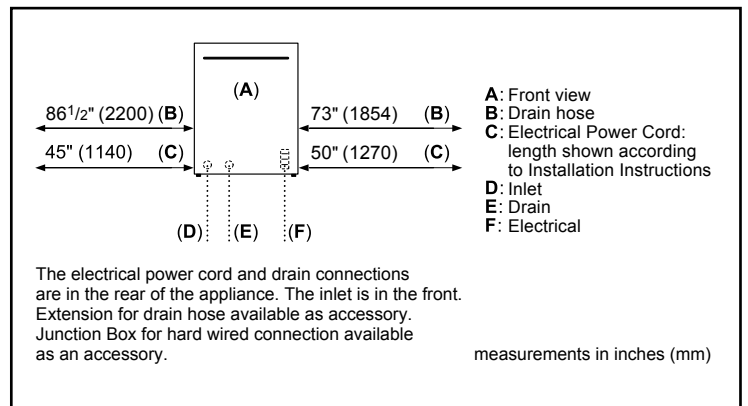 (A)
86 1/2" (2200) (B)
73" (1854) (B)
45" (1140) (C)
50" (1270) (C)
(D)
(E)
(F)
A: Front view
B: Drain hose
C: Electrical Power Cord:
length shown according
to Installation Instructions
D: Inlet
E: Drain
F: Electrical
The electrical power cord and drain connections
are in the rear of the appliance. The inlet is in the front.
Extension for drain hose available as accessory.
Junction Box for hard wired connection available
as an accessory.
measurements in inches (mm)